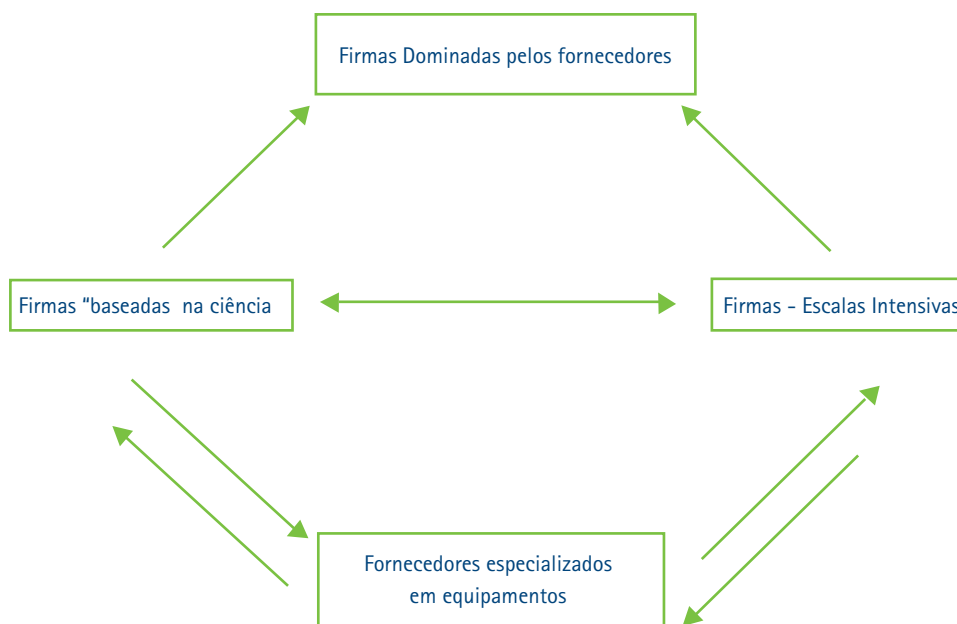 Firmas Dominadas pelos fornecedores
Firmas "baseadas na ciência
Firmas - Escalas Intensivas
Fornecedores especializados
em equipamentos